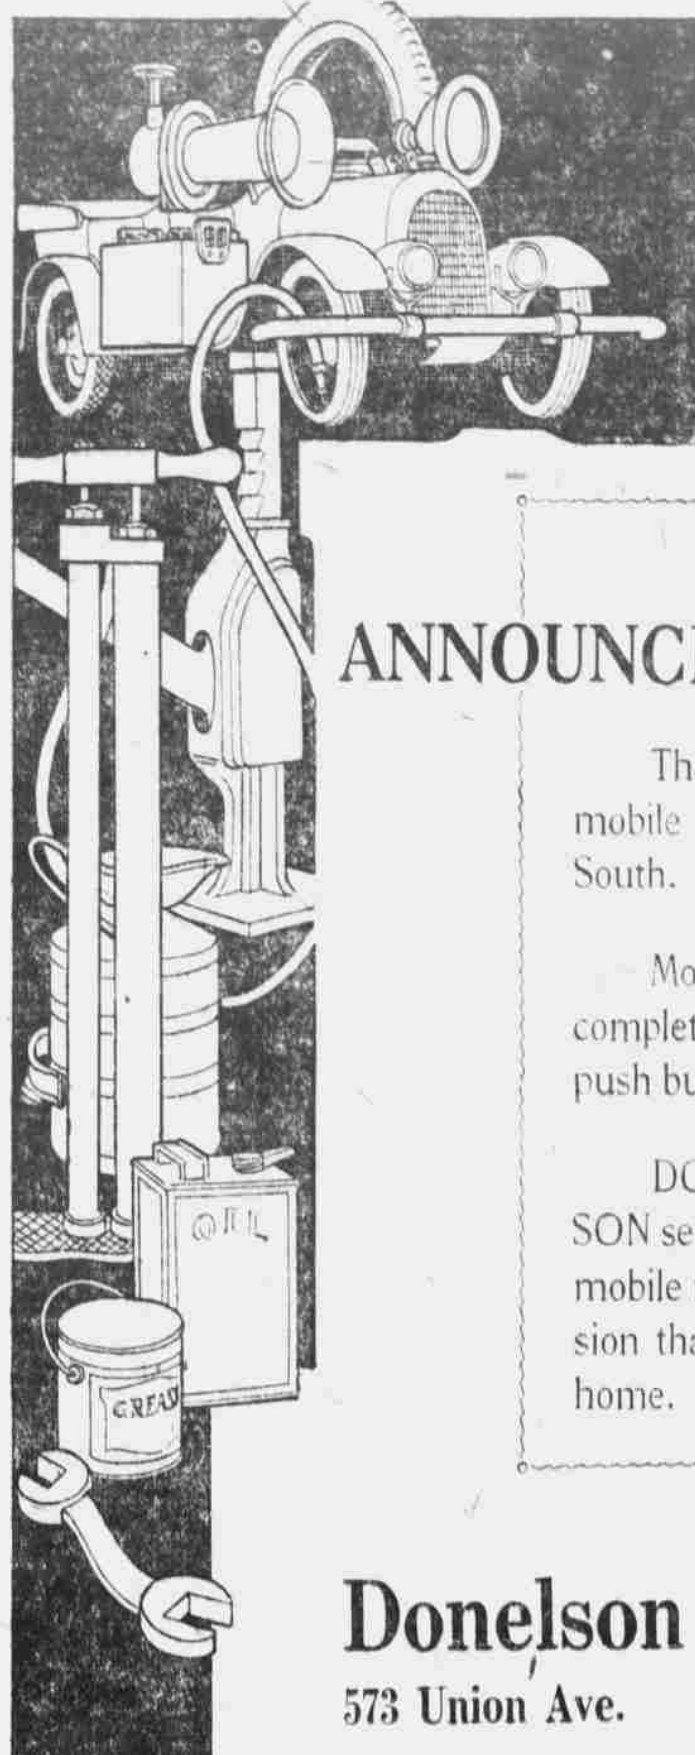 OIL
GREASE
ANNOUNCE
Th
mobile
South.
Mo
complet
push bu
DO
SON se
mobile
sion tha
home.
Donelson
573 Union Ave.